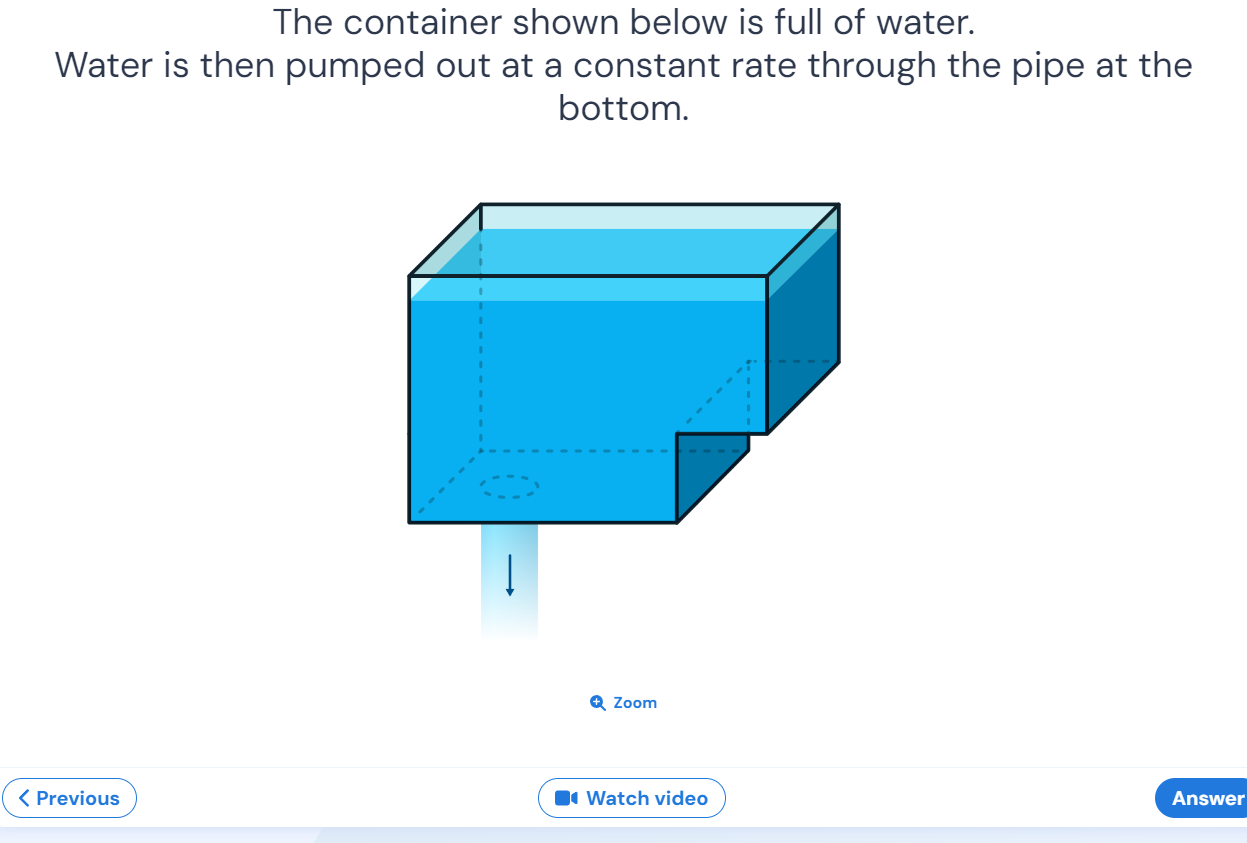 The container shown below is full of water.
Water is then pumped out at a constant rate through the pipe at the
bottom.
Zoom
Previous
Watch video
Answer